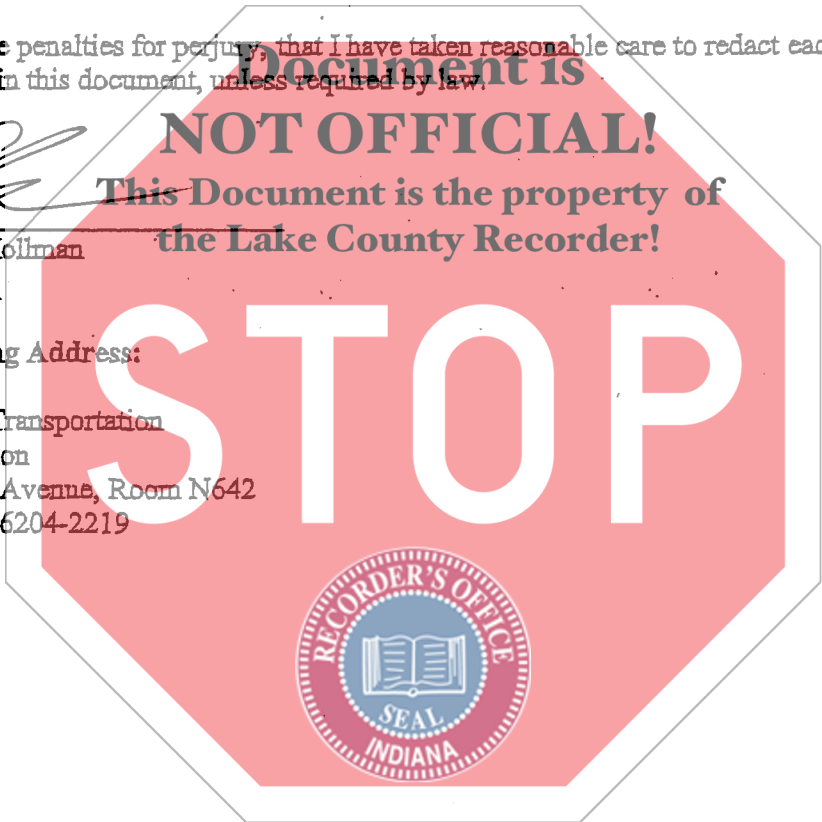 e penalties for perjury, that I have taken reasonable care to redact eac
n this document, unless required by law.
Document is
NOT OFFICIAL!
This Document is the property of
the Lake County Recorder!
ollman
STOP
g Address:
ransportation
on
Avenue, Room N642
6204-2219
RECORDER'S OFFICE
SEAL
INDIANA